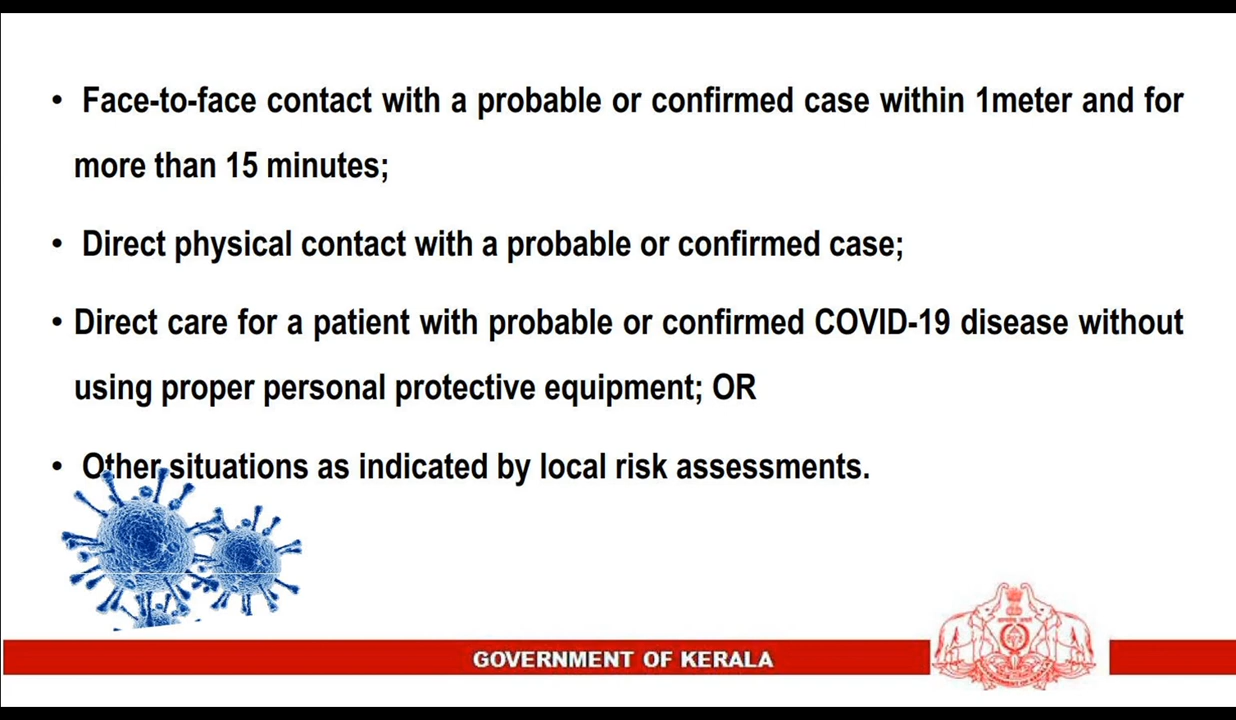 • Face-to-face contact with a probable or confirmed case within 1meter and for
more than 15 minutes;
• Direct physical contact with a probable or confirmed case;
• Direct care for a patient with probable or confirmed COVID-19 disease without
using proper personal protective equipment; OR
• Other situations as indicated by local risk assessments.
GOVERNMENT OF KERALA